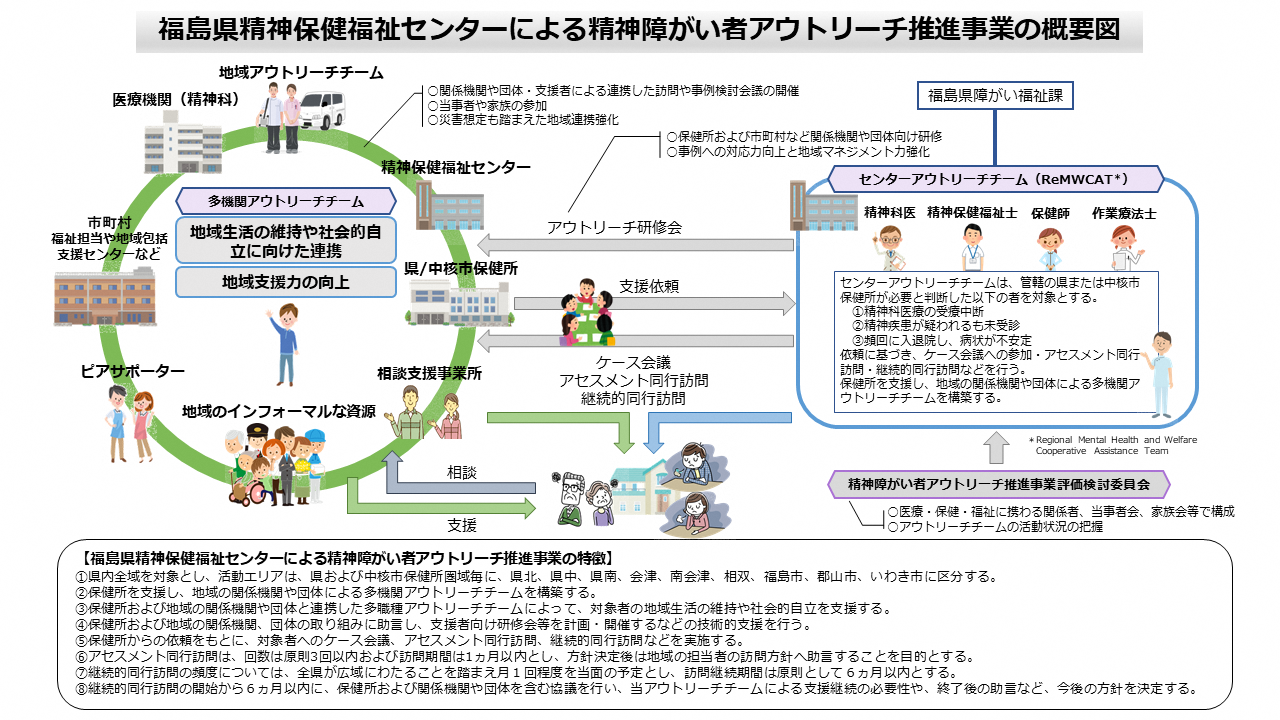 福島県精神保健福祉センターによる精神障がい者アウトリーチ推進事業の概要図
地域アウトリーチチーム
医療機関（精神科）
○関係機関や団体・支援者による連携した訪問や事例検討会議の開催
○当事者や家族の参加
○災害想定も踏まえた地域連携強化
福島県障がい福祉課
○保健所および市町村など関係機関や団体向け研修
○事例への対応力向上と地域マネジメント力強化
精神保健福祉センター
センターアウトリーチチーム（ReMWCAT*）
多機関アウトリーチチーム
地域生活の維持や社会的自
立に向けた連携
地域支援力の向上
市町村
福祉担当や地域包括
支援センターなど
精神科医
精神保健福祉士
保健師
作業療法士
アウトリーチ研修会
県/中核市保健所
支援依頼
センターアウトリーチチームは、管轄の県または中核市
保健所が必要と判断した以下の者を対象とする。
①精神科医療の受療中断
②精神疾患が疑われるも未受診
③頻回に入退院し、病状が不安定
依頼に基づき、ケース会議への参加・アセスメント同行
訪問・継続的同行訪問などを行う。
保健所を支援し、地域の関係機関や団体による多機関ア
ウトリーチチームを構築する。
ケース会議
アセスメント同行訪問
継続的同行訪問
ピアサポーター
相談支援事業所
地域のインフォーマルな資源
*Regional Mental Health and Welfare
Cooperative Assistance Team
相談
支援
精神障がい者アウトリーチ推進事業評価検討委員会
○医療・保健・福祉に携わる関係者、当事者会、家族会等で構成
○アウトリーチチームの活動状況の把握
【福島県精神保健福祉センターによる精神障がい者アウトリーチ推進事業の特徴】
①県内全域を対象とし、活動エリアは、県および中核市保健所圏域毎に、県北、県中、県南、会津、南会津、相双、福島市、郡山市、いわき市に区分する。
②保健所を支援し、地域の関係機関や団体による多機関アウトリーチチームを構築する。
③保健所および地域の関係機関や団体と連携した多職種アウトリーチチームによって、対象者の地域生活の維持や社会的自立を支援する。
④保健所および地域の関係機関、団体の取り組みに助言し、支援者向け研修会等を計画・開催するなどの技術的支援を行う。
⑤保健所からの依頼をもとに、対象者へのケース会議、アセスメント同行訪問、継続的同行訪問などを実施する。
⑥アセスメント同行訪問は、回数は原則3回以内および訪問期間は1ヵ月以内とし、方針決定後は地域の担当者の訪問方針へ助言することを目的とする。
⑦継続的同行訪問の頻度については、全県が広域にわたることを踏まえ月１回程度を当面の予定とし、訪問継続期間は原則として６ヵ月以内とする。
⑧継続的同行訪問の開始から６ヵ月以内に、保健所および関係機関や団体を含む協議を行い、当アウトリーチチームによる支援継続の必要性や、終了後の助言など、今後の方針を決定する。